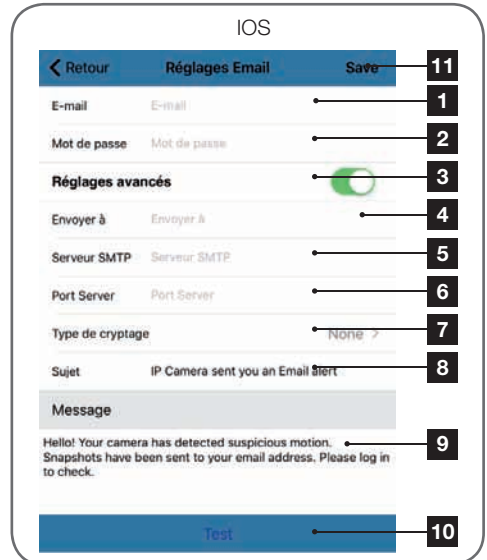 IOS
Retour Réglages Email Save 11
E-mail E-mail 1
Mot de passe Mot de passe 2
Réglages avancés 3
Envoyer à Envoyer à 4
Serveur SMTP Serveur SMTP 5
Port Server Port Server 6
Type de cryptage None 7
Sujet IP Camera sent you an Email alert 8
Message
Hello! Your camera has detected suspicious motion. 9
Snapshots have been sent to your email address. Please log in
to check.
Test 10